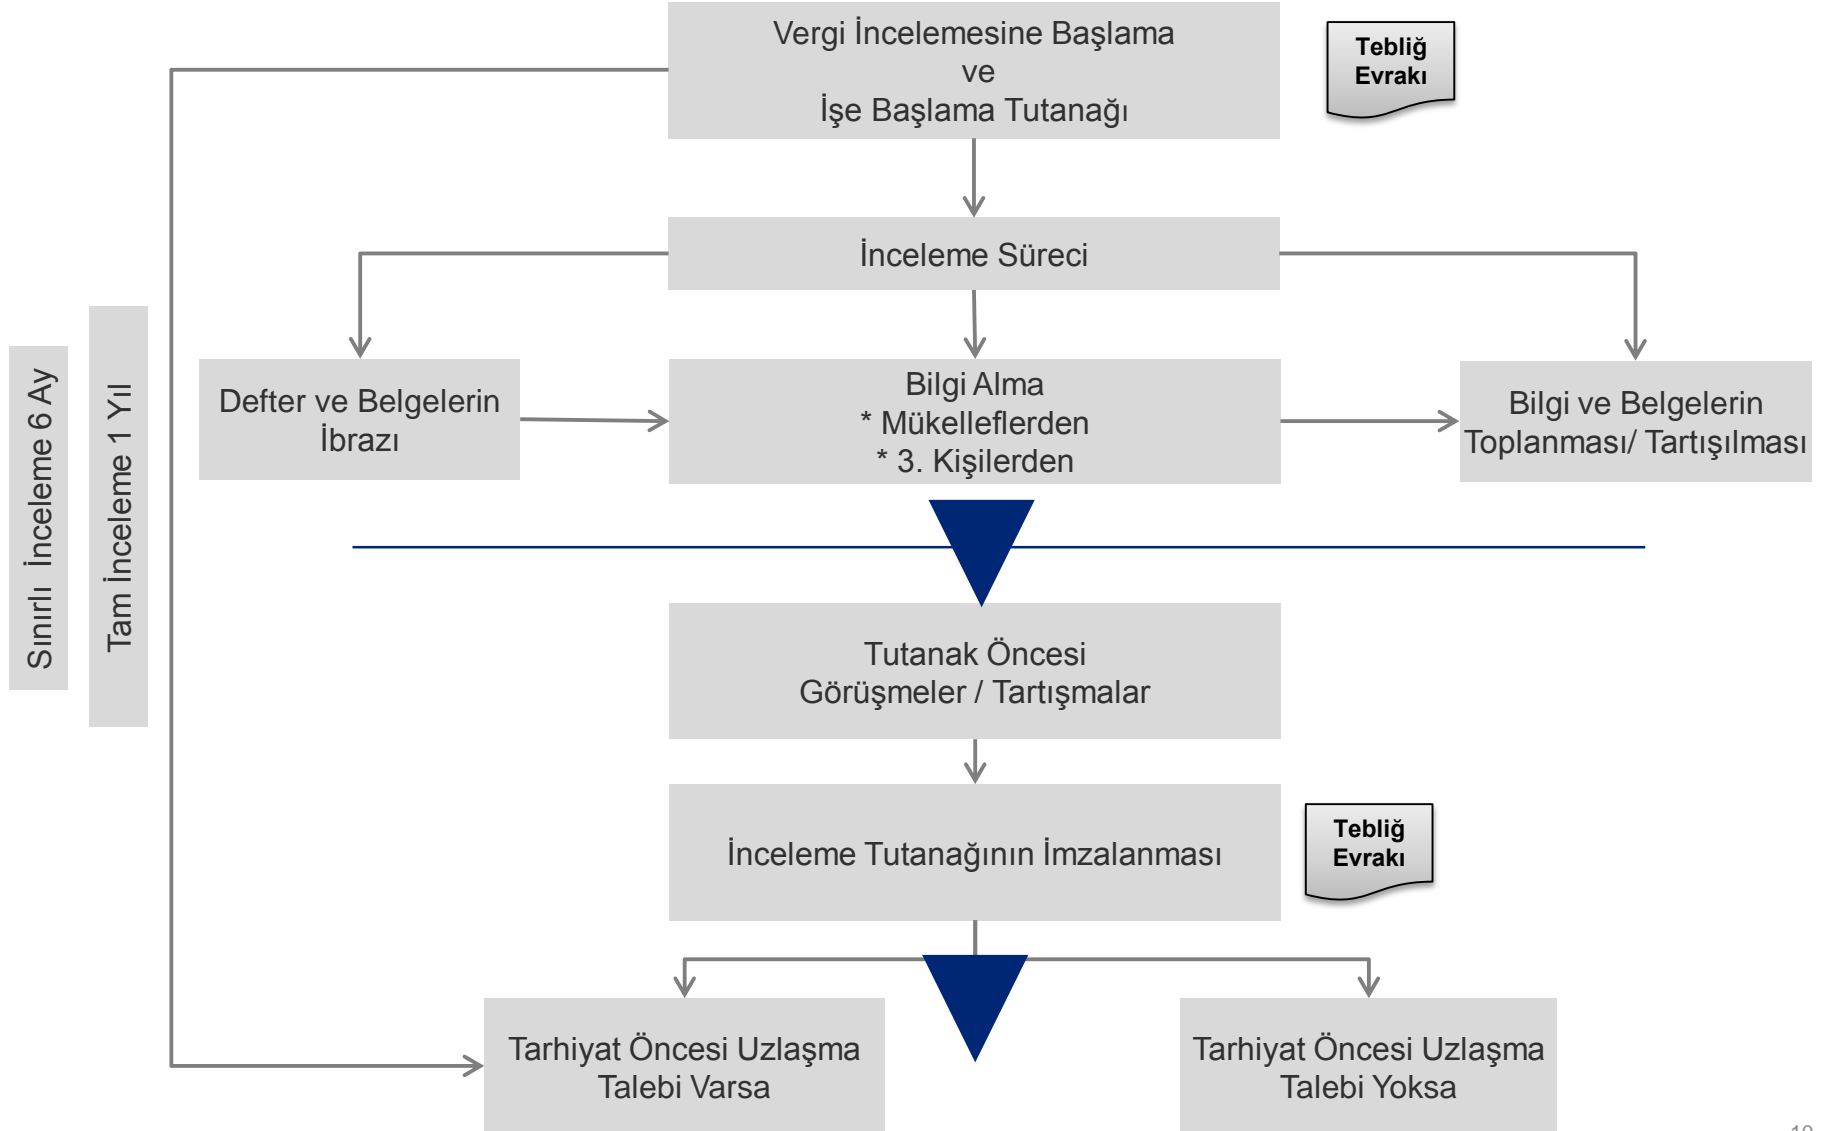 Vergi İncelemesine Başlama
ve
İşe Başlama Tutanağı
Tebliğ
Evrakı
İnceleme Süreci
Sınırlı İnceleme 6 Ay
Tam İnceleme 1 Yıl
Defter ve Belgelerin
İbrazı
Bilgi Alma
* Mükelleflerden
* 3. Kişilerden
Bilgi ve Belgelerin
Toplanması/ Tartışılması
Tutanak Öncesi
Görüşmeler / Tartışmalar
İnceleme Tutanağının İmzalanması
Tebliğ
Evrakı
Tarhiyat Öncesi Uzlaşma
Talebi Varsa
Tarhiyat Öncesi Uzlaşma
Talebi Yoksa